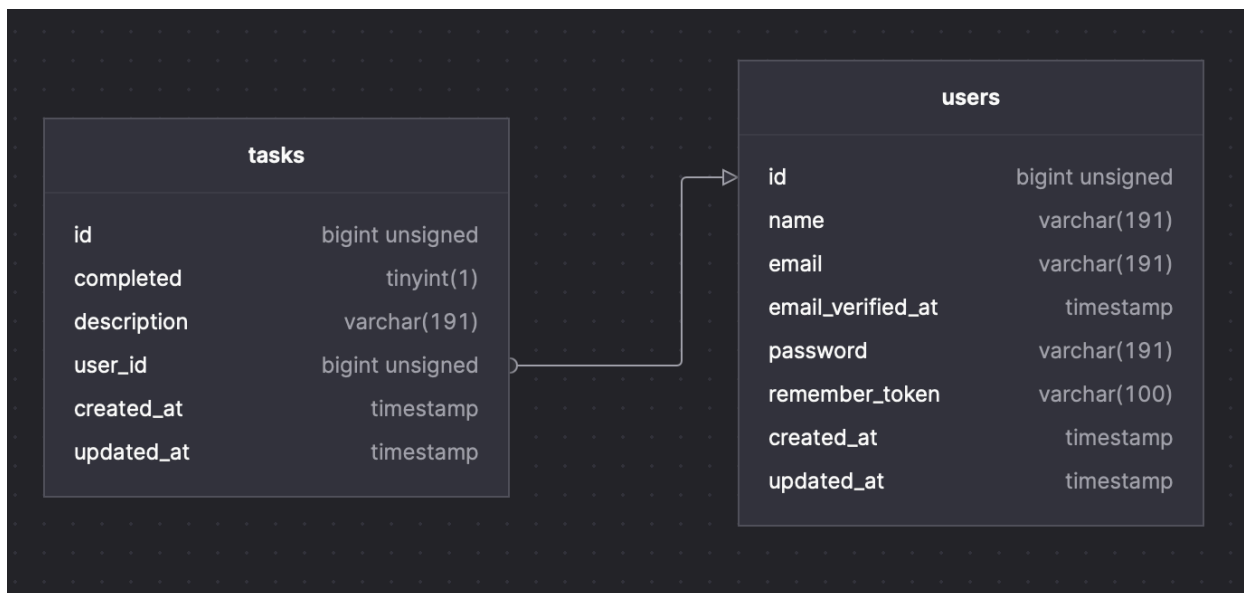 tasks
id bigint unsigned
completed tinyint(1)
description varchar(191)
user_id bigint unsigned
created_at timestamp
updated_at timestamp
users
id bigint unsigned
name varchar(191)
email varchar(191)
email_verified_at timestamp
password varchar(191)
remember_token varchar(100)
created_at timestamp
updated_at timestamp